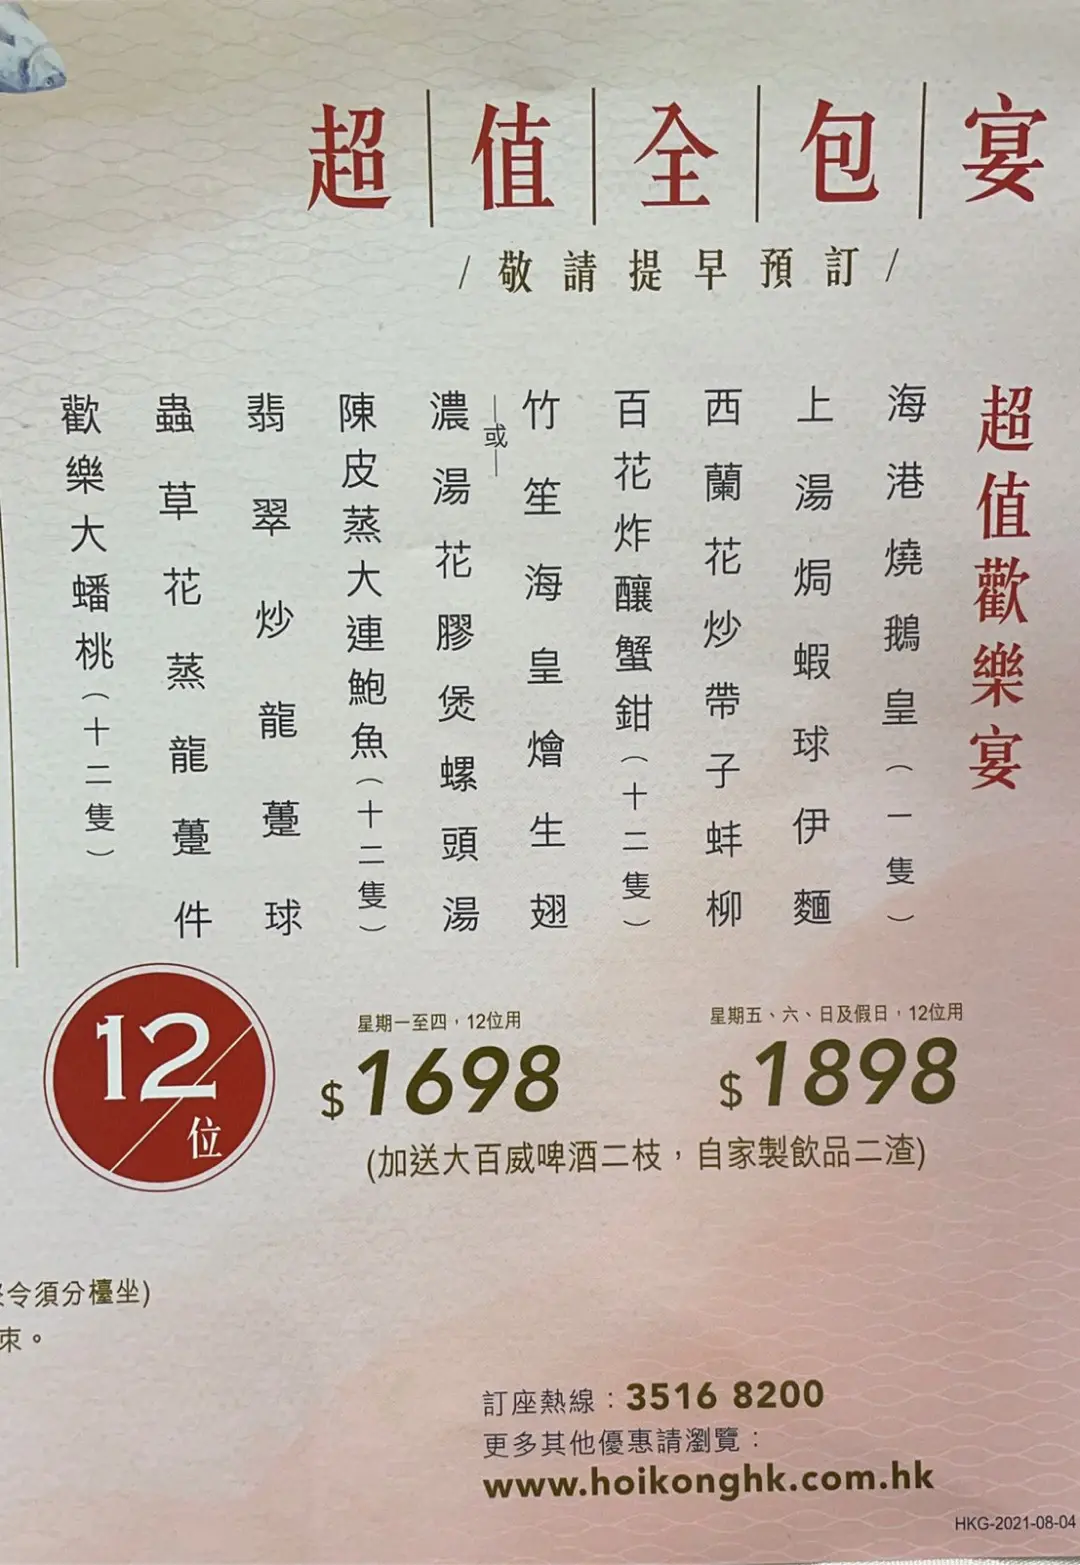 超值全包宴
/敬請提早預訂/
超值歡樂宴
海港燒鵝皇（一隻）
上湯焗蝦球伊麵
西蘭花炒帶子蚌柳
百花炸釀蟹鉗（十二隻）
竹笙海皇燴生翅
—或—
濃湯花膠煲螺頭湯
陳皮蒸大連鮑魚（十二隻）
翡翠炒龍躉球
蟲草花蒸龍躉件
歡樂大蟠桃（十二隻）
12位
星期一至四，12位用
$1698
星期五、六、日及假日，12位用
$1898
(加送大百威啤酒二枝，自家製飲品二渣)
令須分檯坐)
束。
訂座熱線：3516 8200
更多其他優惠請瀏覽：
www.hoikonghk.com.hk
HKG-2021-08-04